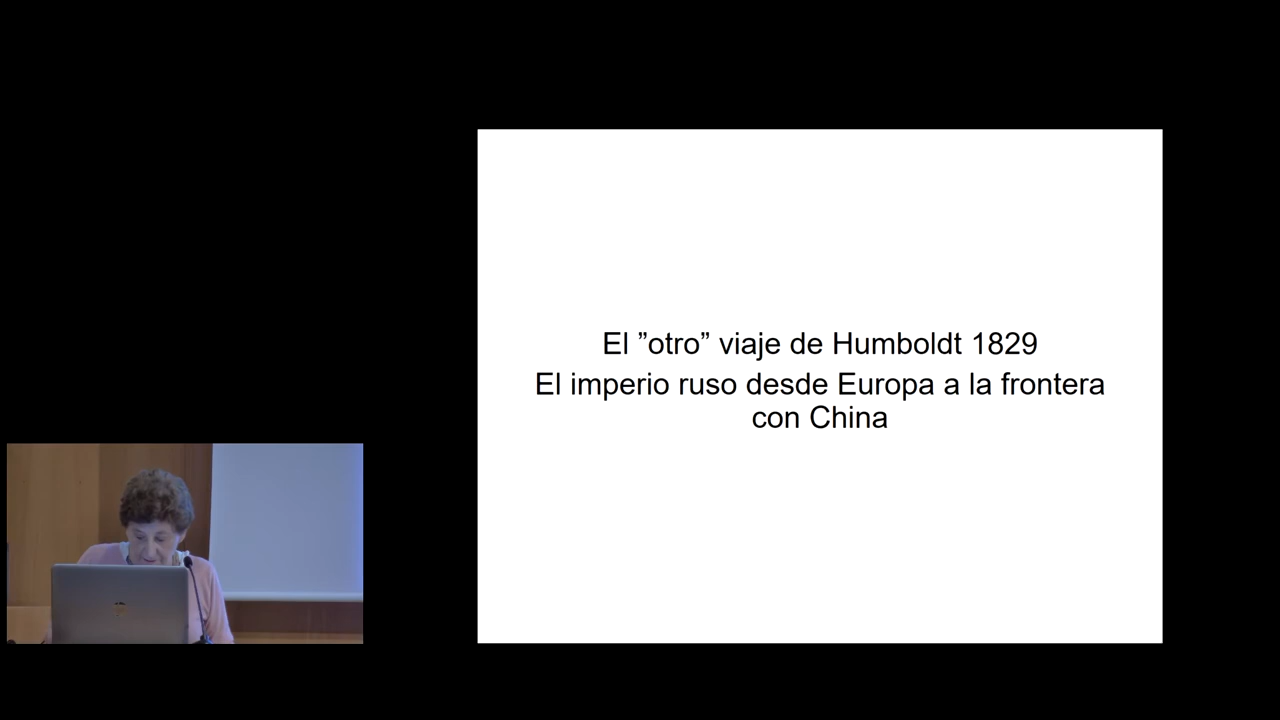 El ”otro” viaje de Humboldt 1829
El imperio ruso desde Europa a la frontera
con China